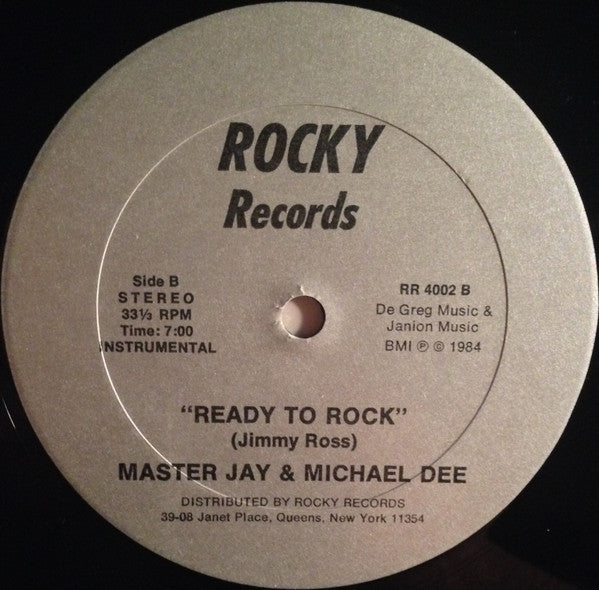 ROCKY
Records
Side B
STEREO
33⅓ RPM
Time: 7:00
INSTRUMENTAL
RR 4002 B
De Greg Music &
Janion Music
BMI Ⓟ © 1984
"READY TO ROCK"
(Jimmy Ross)
MASTER JAY & MICHAEL DEE
DISTRIBUTED BY ROCKY RECORDS
39-08 Janet Place, Queens, New York 11354